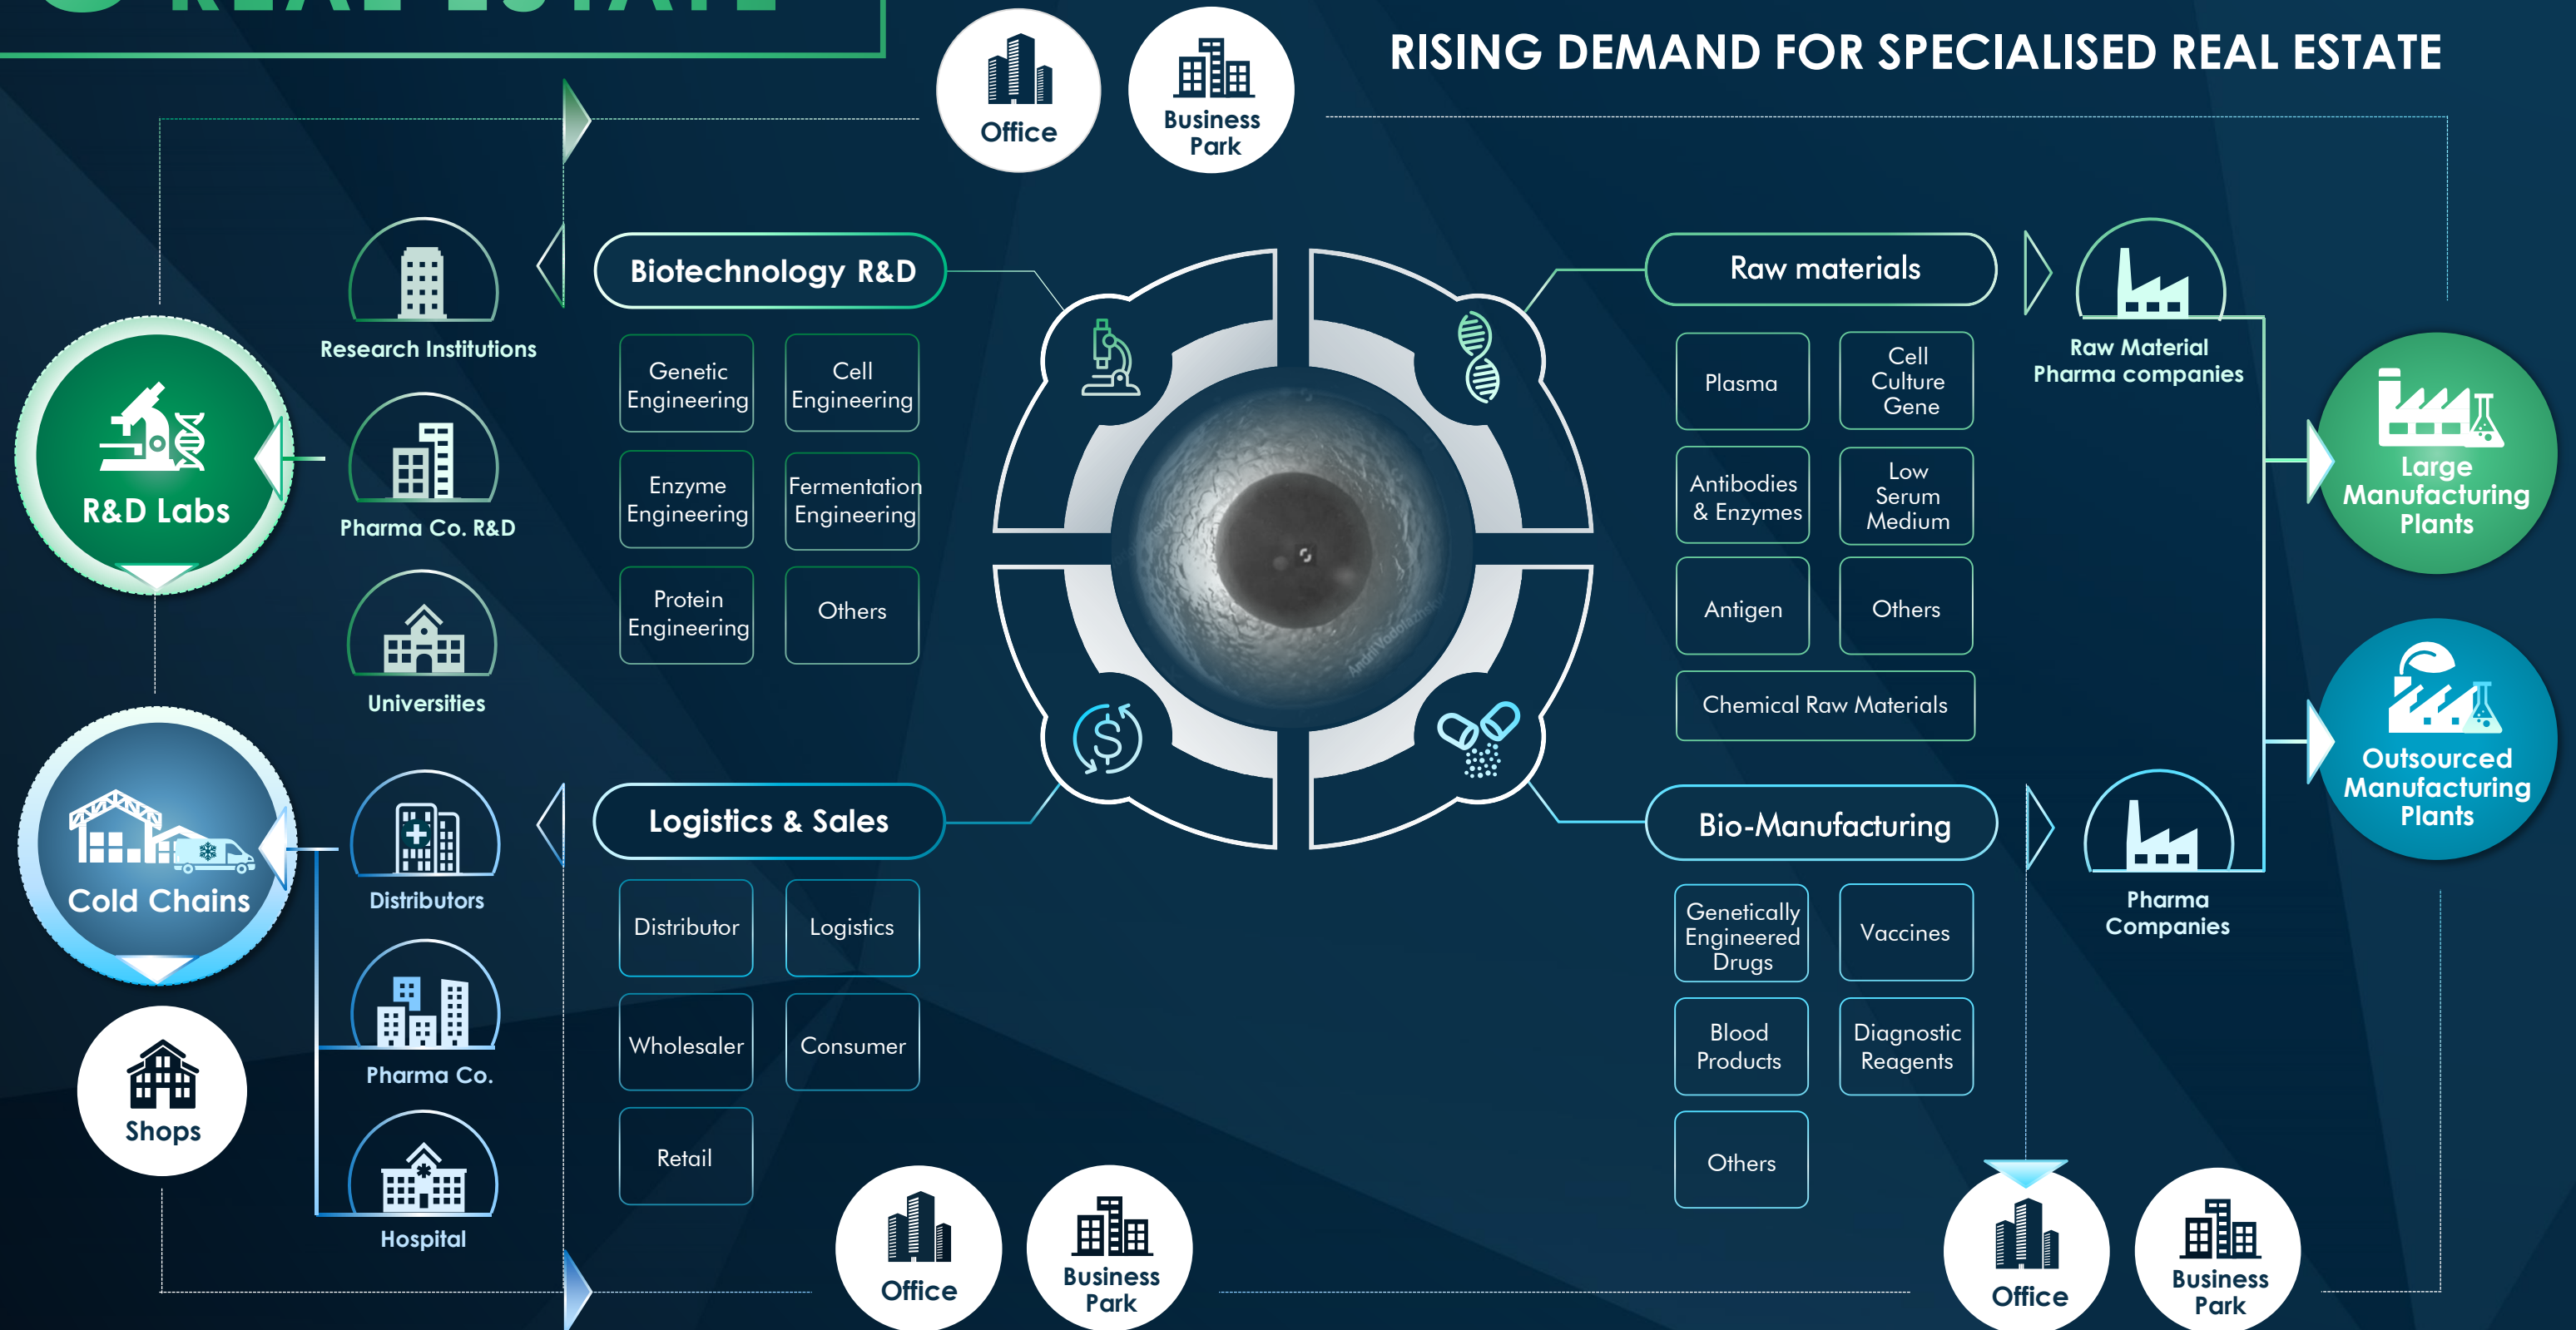 REAL ESTATE
RISING DEMAND FOR SPECIALISED REAL ESTATE
Office
Business
Park
Biotechnology R&D
Genetic
Engineering
Cell
Engineering
Enzyme
Engineering
Fermentation
Engineering
Protein
Engineering
Others
Research Institutions
Pharma Co. R&D
Universities
R&D Labs
Raw materials
Plasma
Cell
Culture
Gene
Antibodies
& Enzymes
Low
Serum
Medium
Antigen
Others
Chemical Raw Materials
Raw Material
Pharma companies
Large
Manufacturing
Plants
Outsourced
Manufacturing
Plants
Andrii Vodolazhskyi
Cold Chains
Shops
Distributors
Pharma Co.
Hospital
Logistics & Sales
Distributor
Logistics
Wholesaler
Consumer
Retail
Office
Business
Park
Bio-Manufacturing
Genetically
Engineered
Drugs
Vaccines
Blood
Products
Diagnostic
Reagents
Others
Pharma
Companies
Office
Business
Park